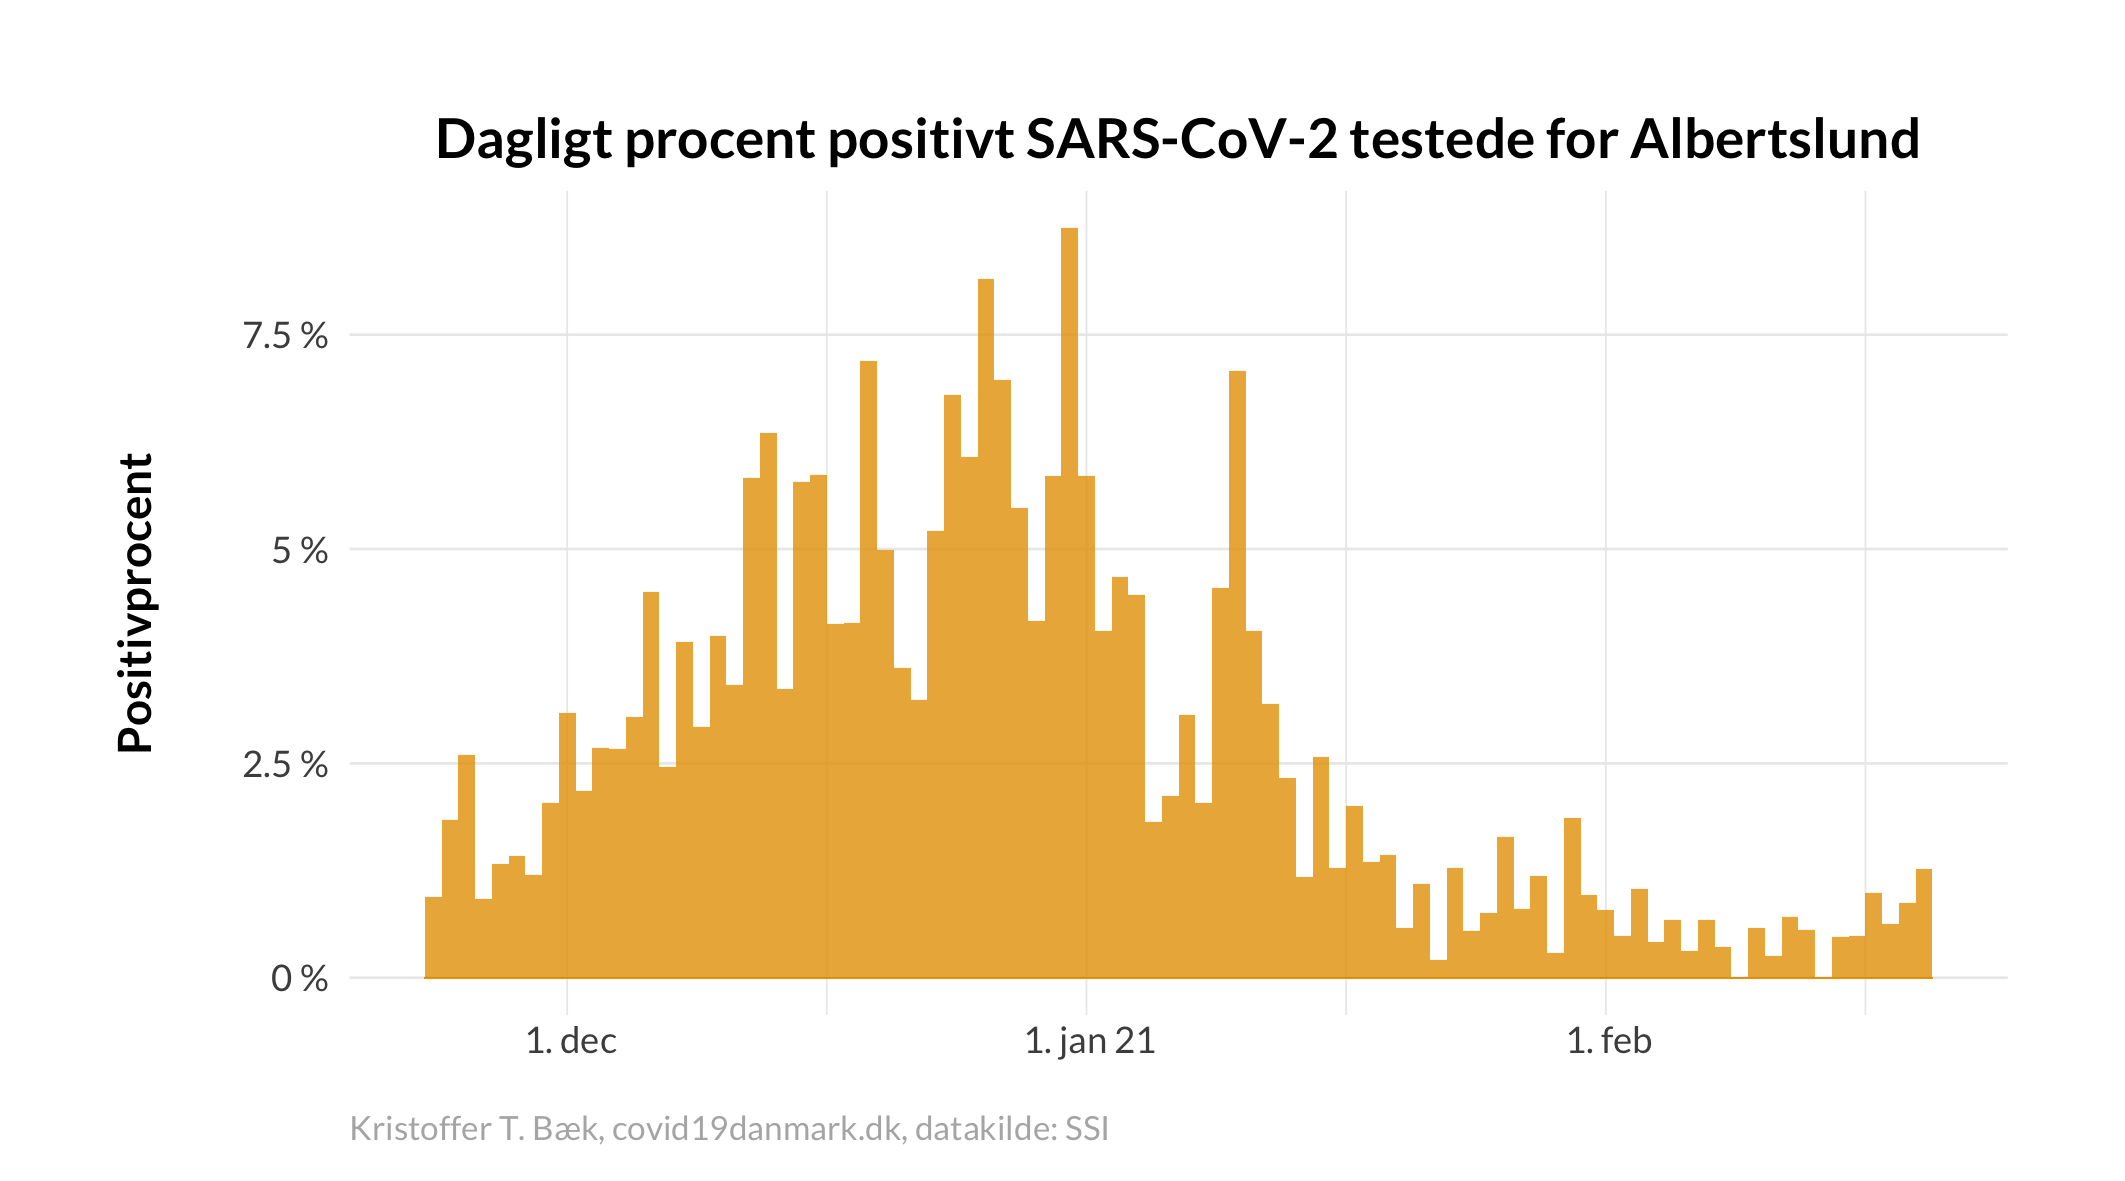 Dagligt procent positivt SARS-CoV-2 testede for Albertslund
Positivprocent
7.5 %
5 %
2.5 %
0 %
1. dec
1. jan 21
1. feb
Kristoffer T. Bæk, covid19danmark.dk, datakilde: SSI